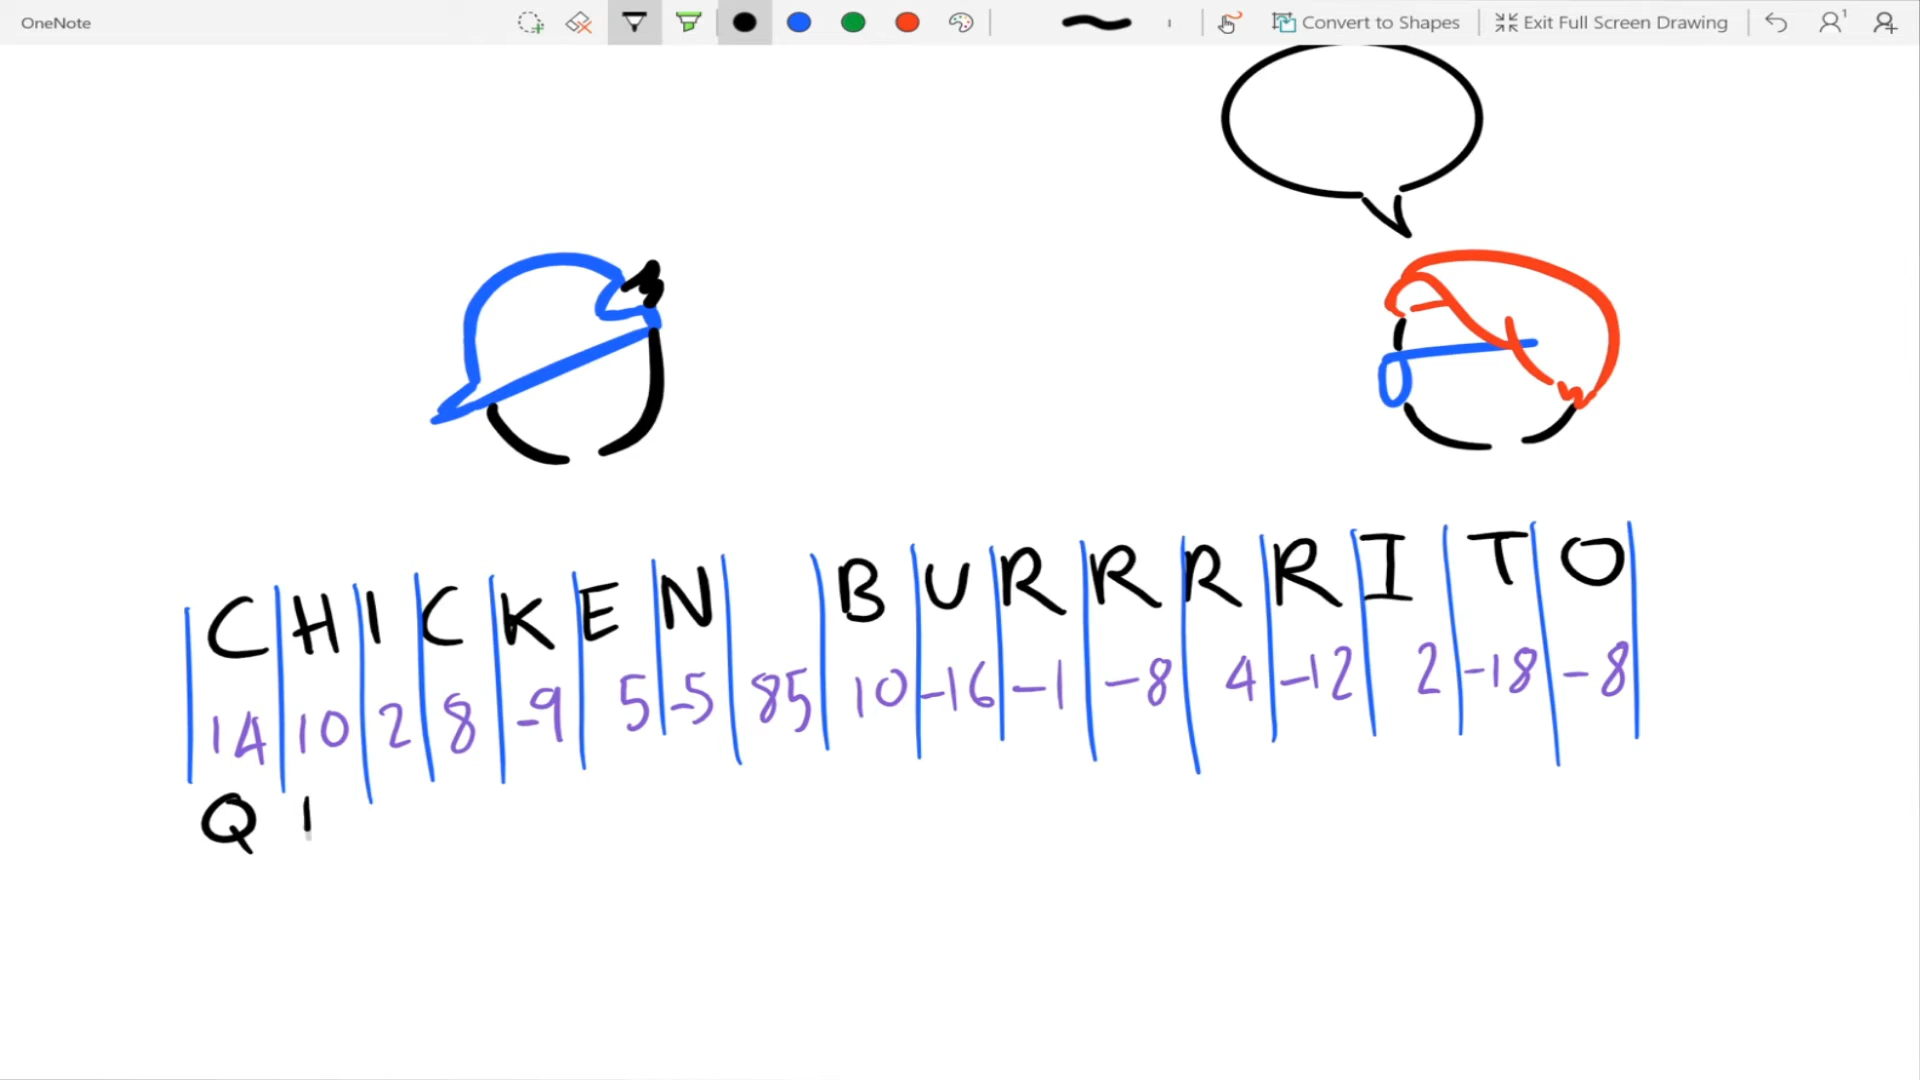 OneNote
Convert to Shapes
Exit Full Screen Drawing
1
CHICKEN BURRRRITO
14 10 2 8 -9 5 -5 85 10 -16 -1 -8 4 -12 2 -18 -8
Q I